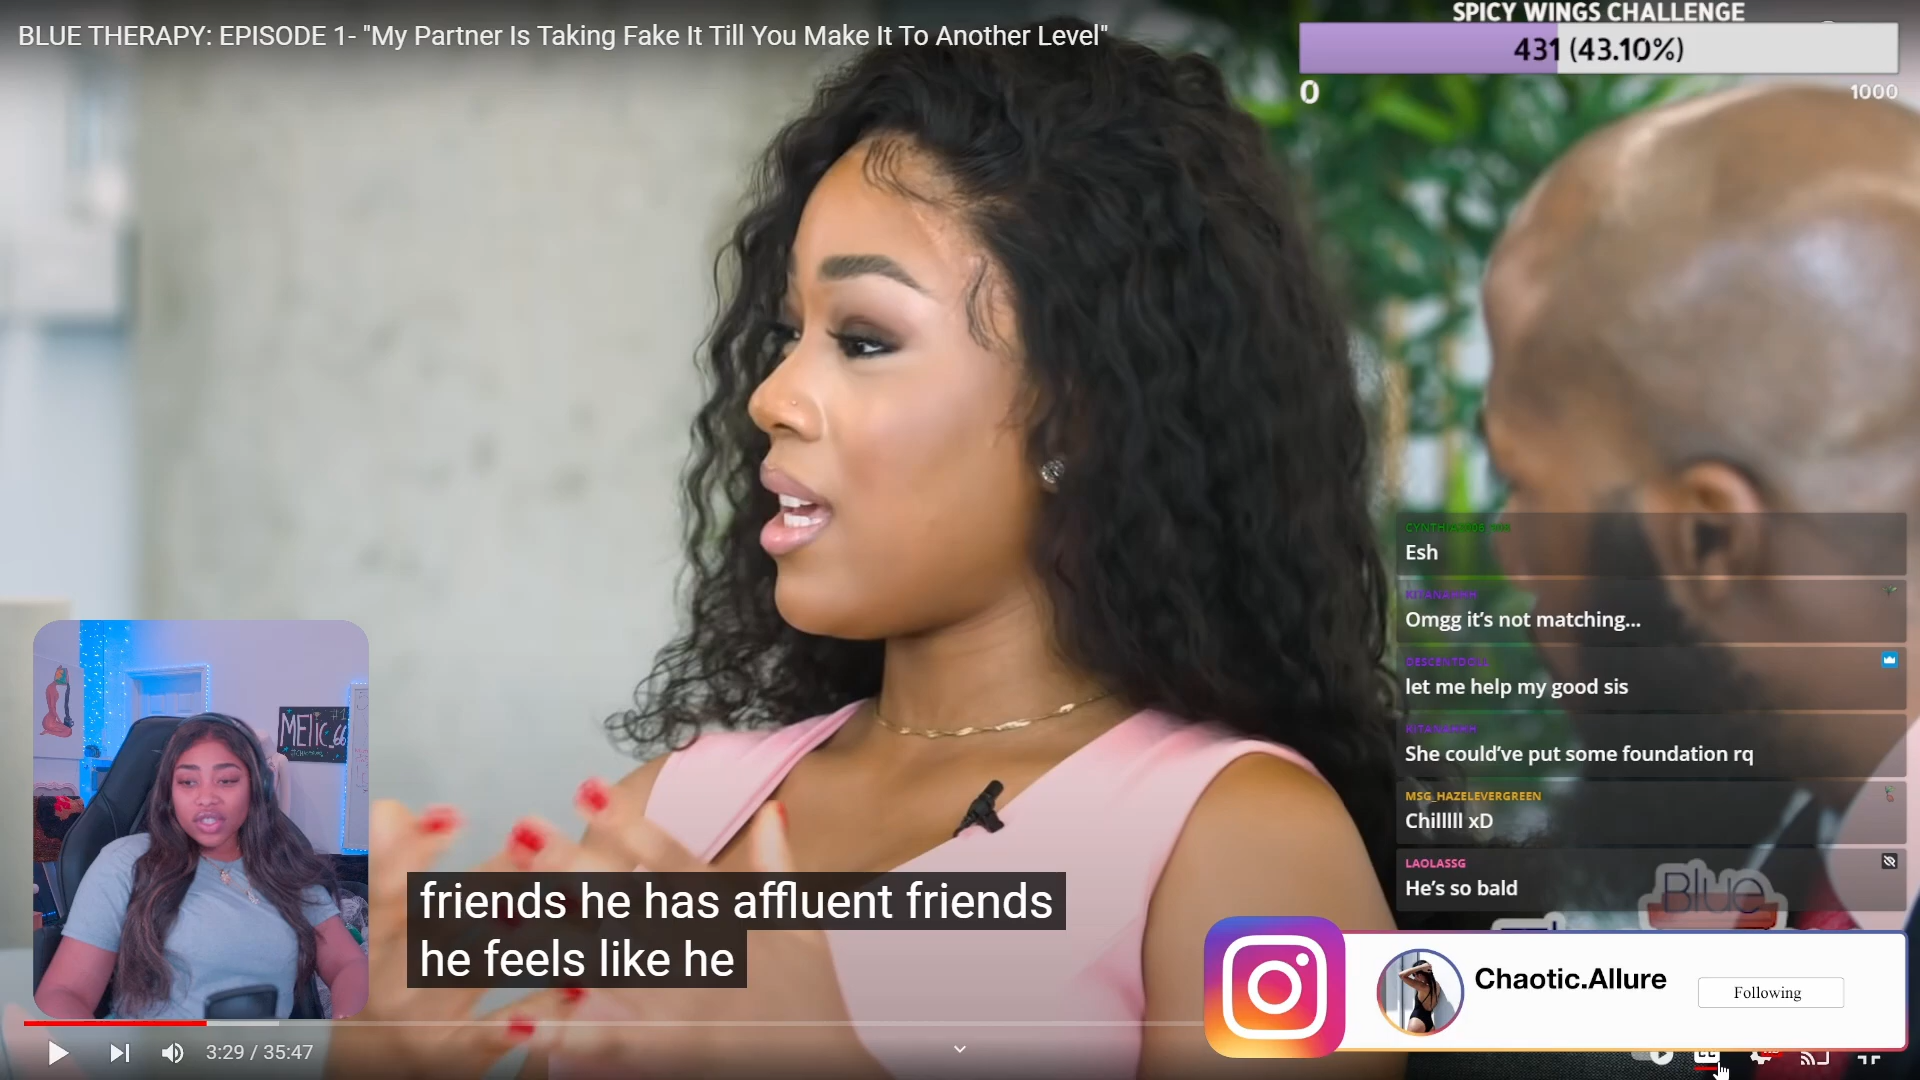 BLUE THERAPY: EPISODE 1- "My Partner Is Taking Fake It Till You Make It To Another Level"
SPICY WINGS CHALLENGE
431 (43.10%)
0
1000
Esh
Omgg it's not matching...
let me help my good sis
She could've put some foundation rq
MSG_HAZELEVERGREEN
Chilllll xD
LAOLASSG
He's so bald
Blue
friends he has affluent friends
he feels like he
Chaotic.Allure
Following
3:29 / 35:47